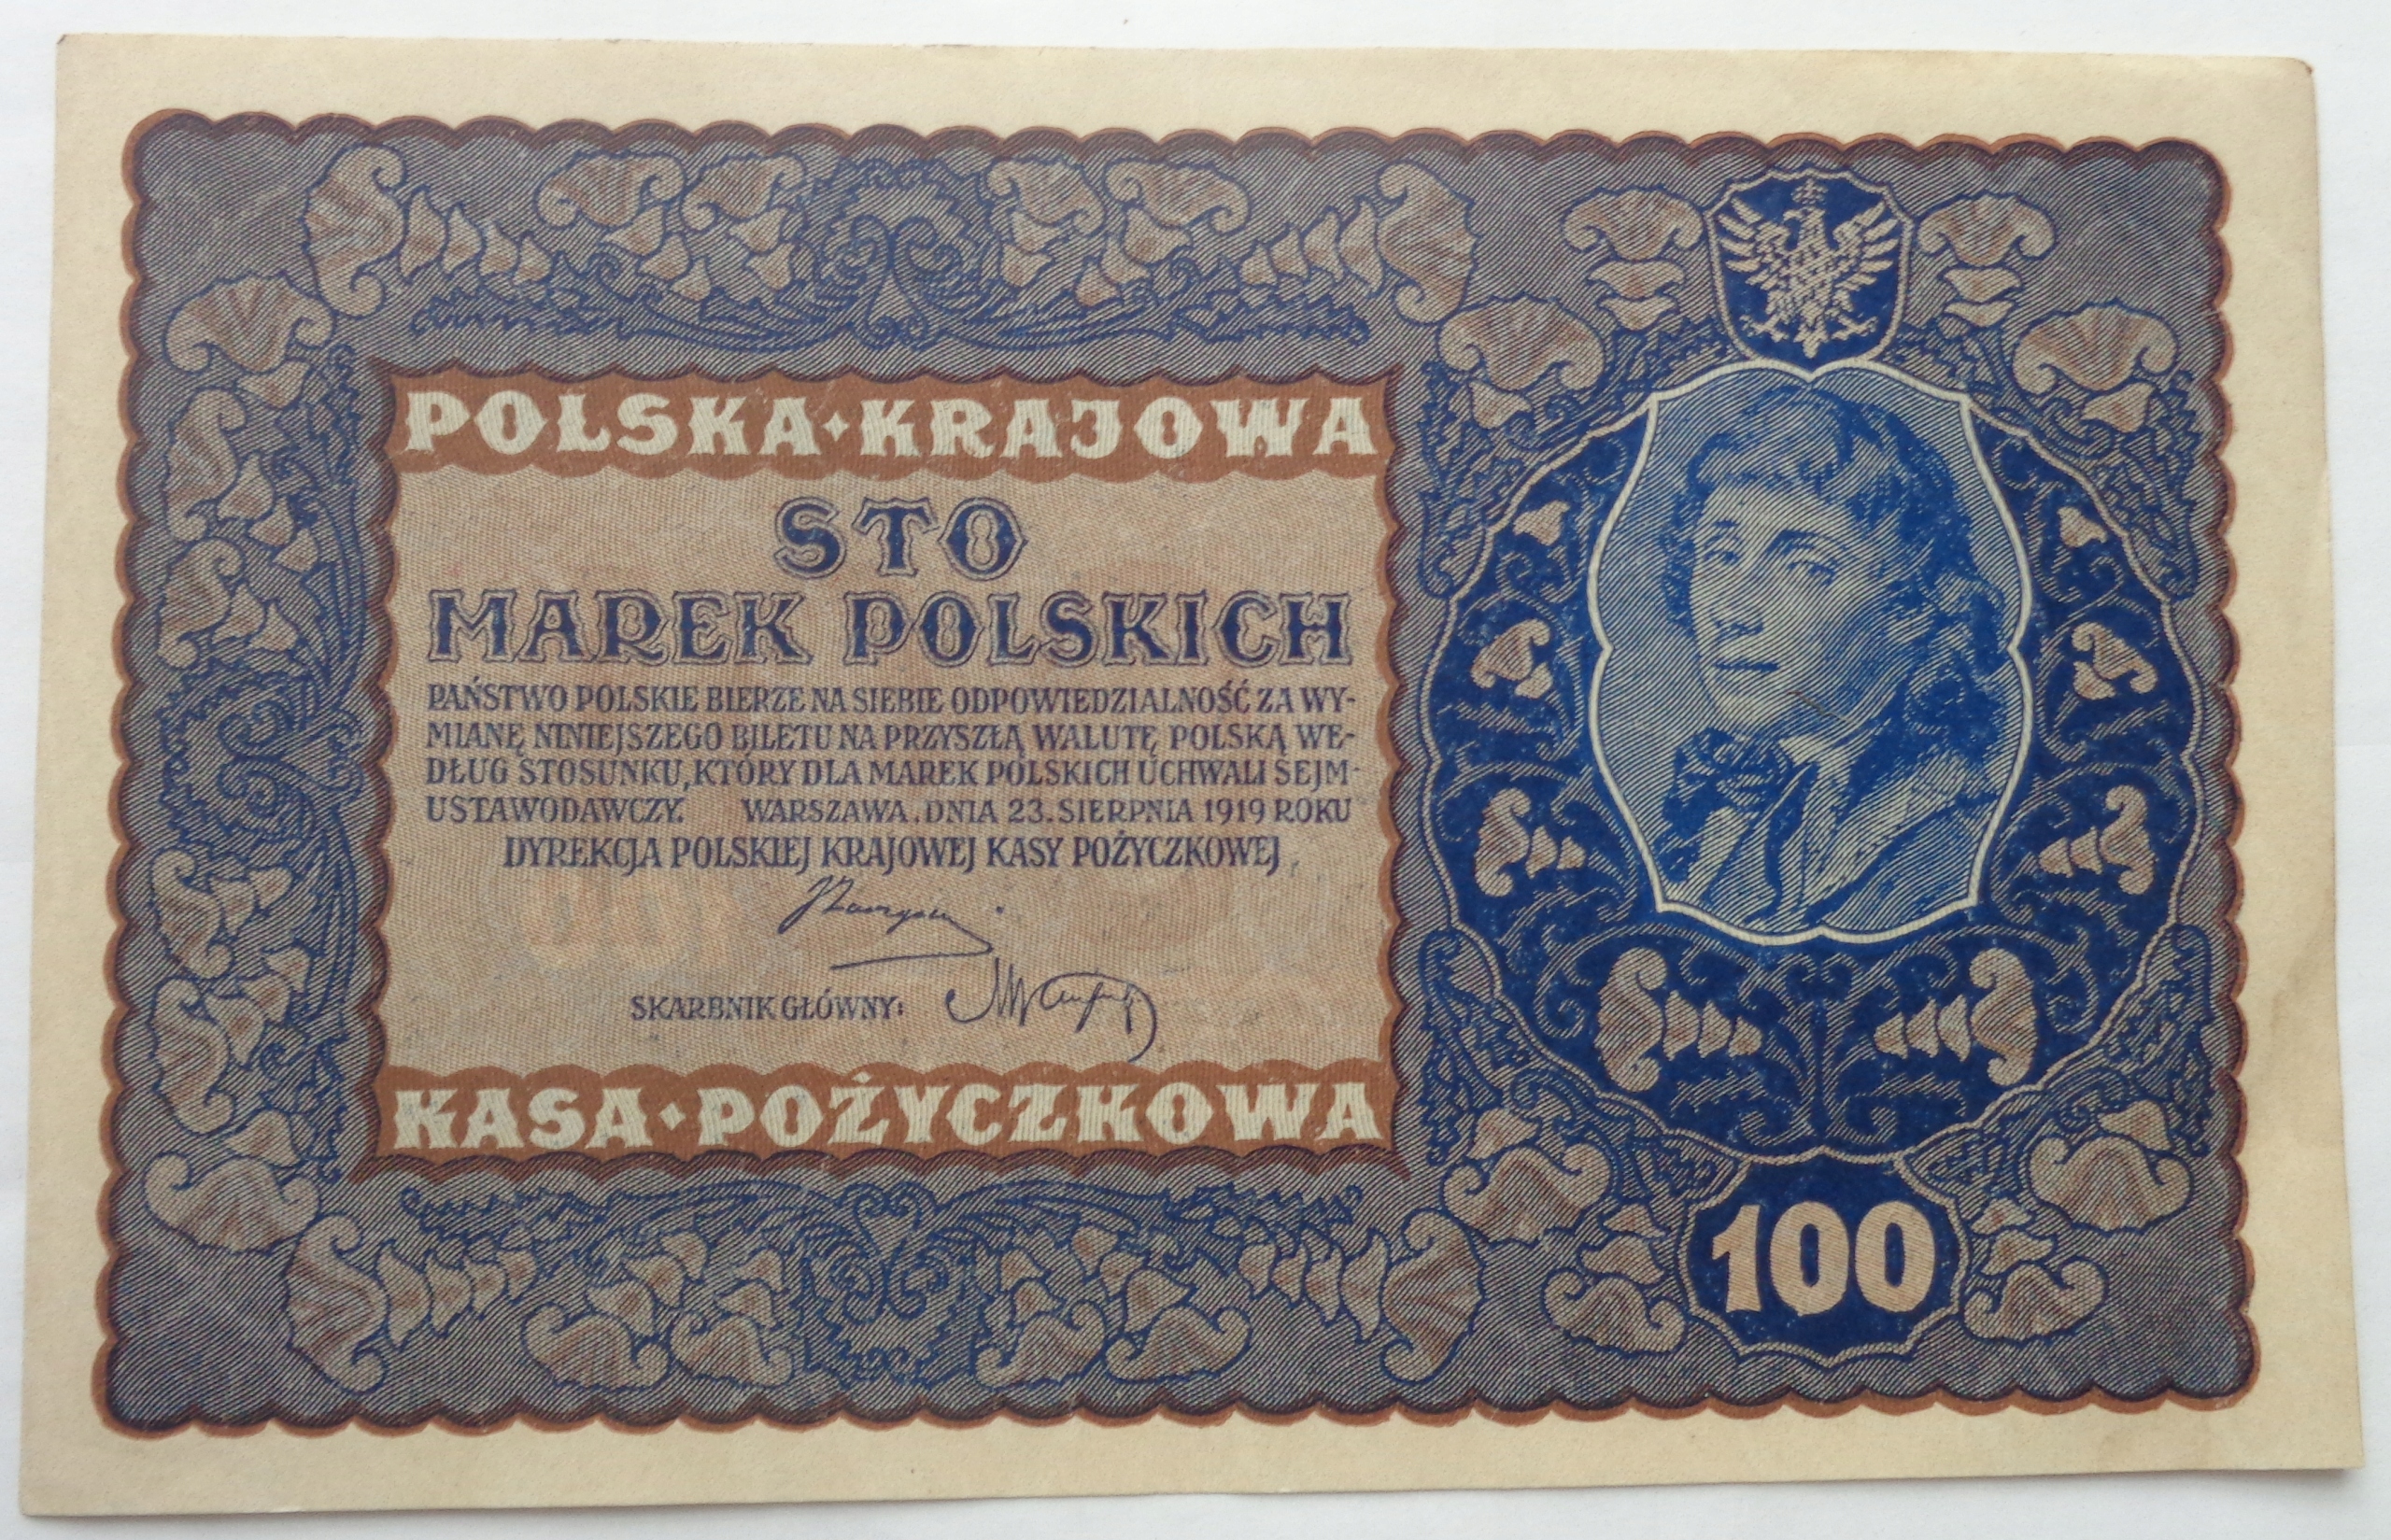 POLSKA·KRAJOWA
STO
MAREK POLSKICH
PAŃSTWO POLSKIE BIERZE NA SIEBIE ODPOWIEDZIALNOŚĆ ZA WY-
MIANĘ NINIEJSZEGO BILETU NA PRZYSZŁĄ WALUTĘ POLSKĄ WE-
DŁUG STOSUNKU, KTÓRY DLA MAREK POLSKICH UCHWALI SEJM-
USTAWODAWCZY. WARSZAWA. DNIA 23. SIERPNIA 1919 ROKU
DYREKCJA POLSKIEJ KRAJOWEJ KASY POŻYCZKOWEJ
SKARBNIK GŁÓWNY:
KASA·POŻYCZKOWA
100